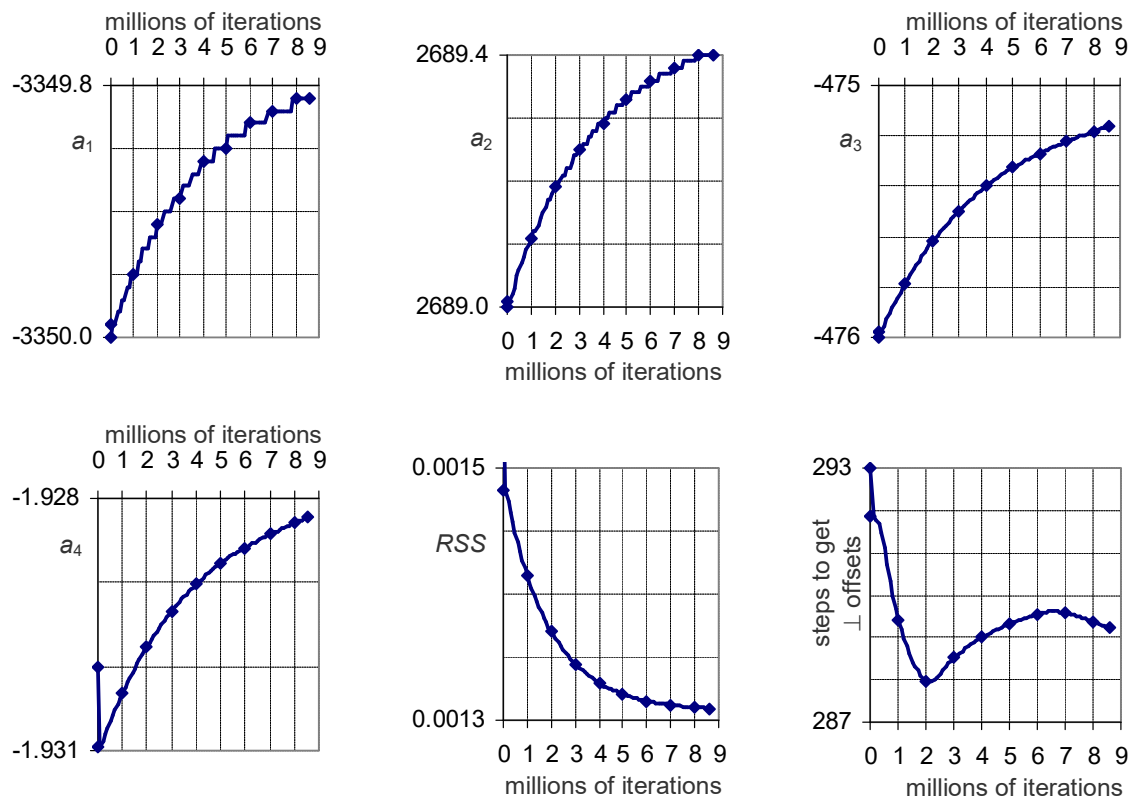 millions of iterations
0 1 2 3 4 5 6 7 8 9
-3349.8
a1
-3350.0
2689.4
a2
2689.0
0 1 2 3 4 5 6 7 8 9
millions of iterations
millions of iterations
0 1 2 3 4 5 6 7 8 9
-475
a3
-476
millions of iterations
0 1 2 3 4 5 6 7 8 9
-1.928
a4
-1.931
0.0015
RSS
0.0013
0 1 2 3 4 5 6 7 8 9
millions of iterations
293
steps to get
⊥ offsets
287
0 1 2 3 4 5 6 7 8 9
millions of iterations